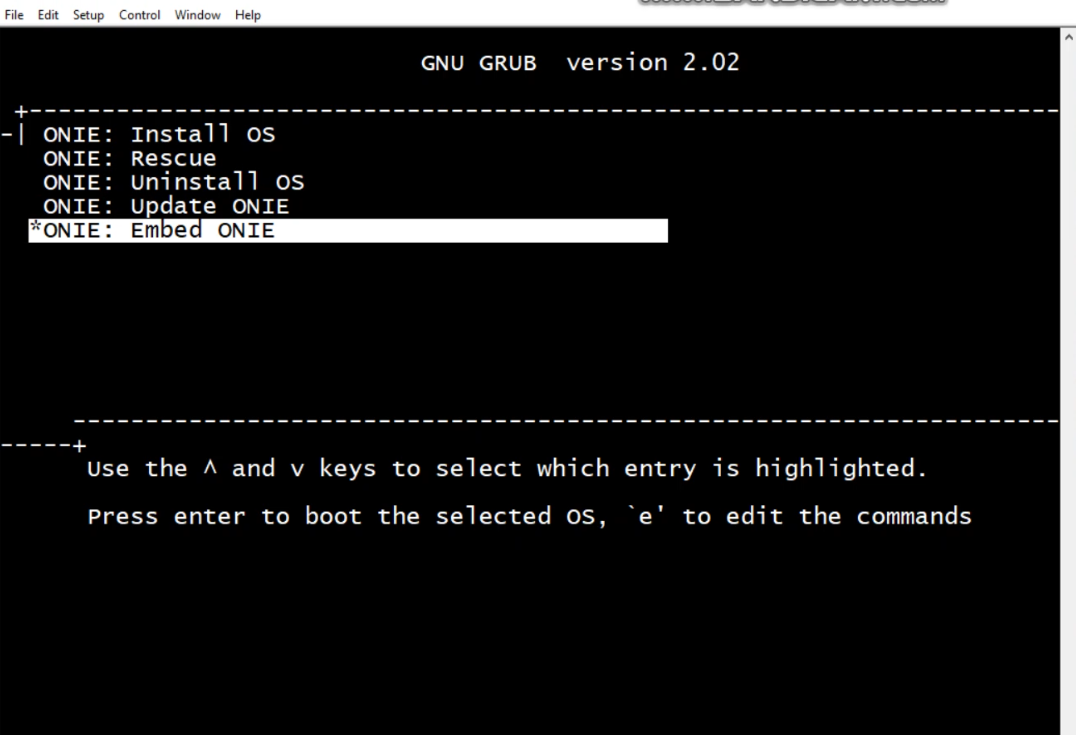 File Edit Setup Control Window Help
GNU GRUB version 2.02
+-----------------------------------------------------------------------
-| ONIE: Install OS
ONIE: Rescue
ONIE: Uninstall OS
ONIE: Update ONIE
*ONIE: Embed ONIE
--------------------------------------------------------------------
-----+
Use the ^ and v keys to select which entry is highlighted.
Press enter to boot the selected OS, `e' to edit the commands